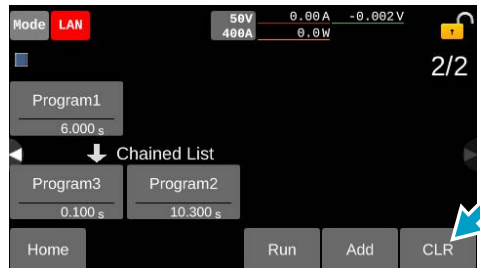 Mode LAN 50V 0.00A -0.002V
400A 0.0W
2/2
Program1
6.000 s
Chained List
Program3 Program2
0.100 s 10.300 s
Home Run Add CLR